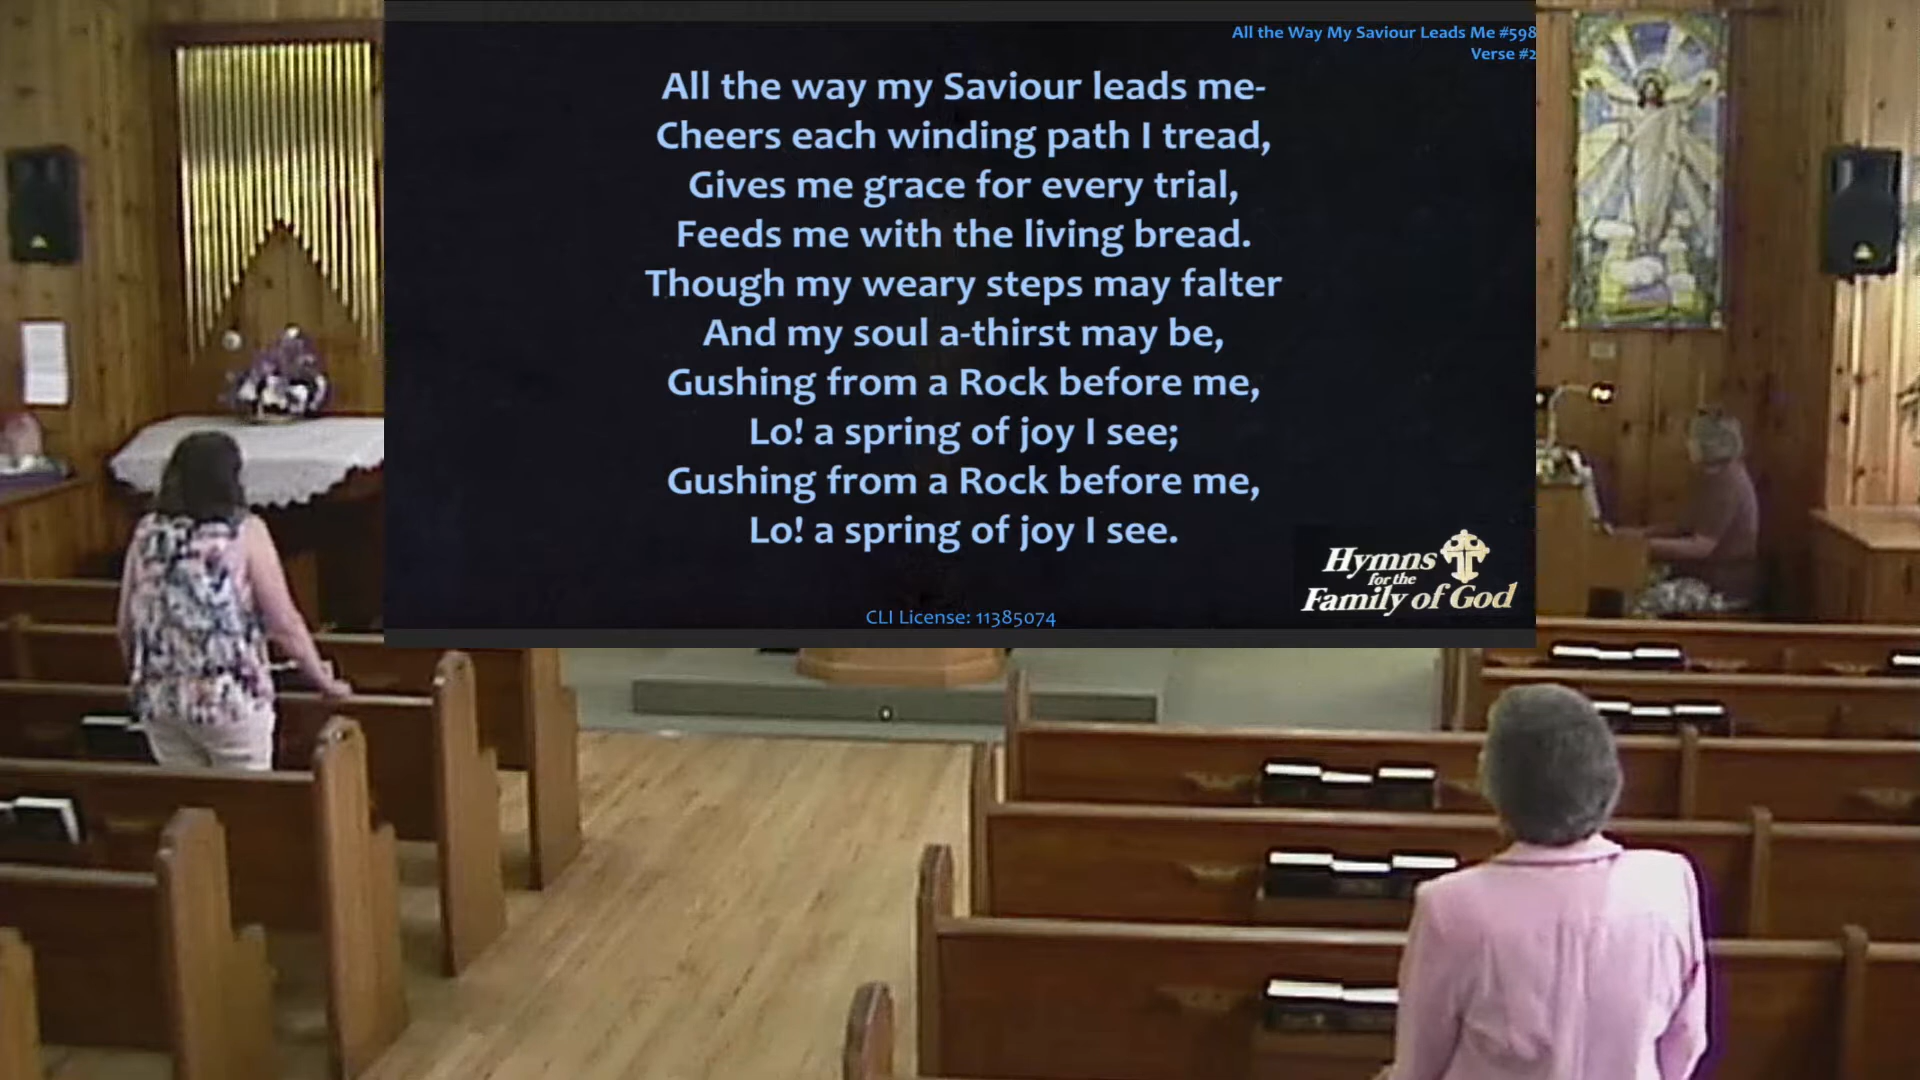 All the Way My Saviour Leads Me #598
Verse #2
All the way my Saviour leads me-
Cheers each winding path I tread,
Gives me grace for every trial,
Feeds me with the living bread.
Though my weary steps may falter
And my soul a-thirst may be,
Gushing from a Rock before me,
Lo! a spring of joy I see;
Gushing from a Rock before me,
Lo! a spring of joy I see.
Hymns
for the
Family of God
CLI License: 11385074